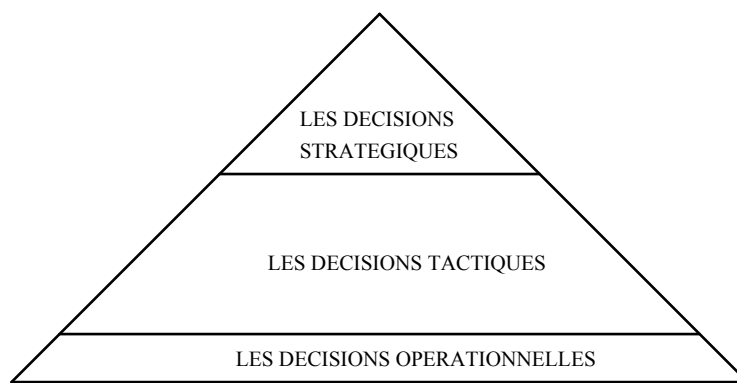 LES DECISIONS
STRATEGIQUES
LES DECISIONS TACTIQUES
LES DECISIONS OPERATIONNELLES